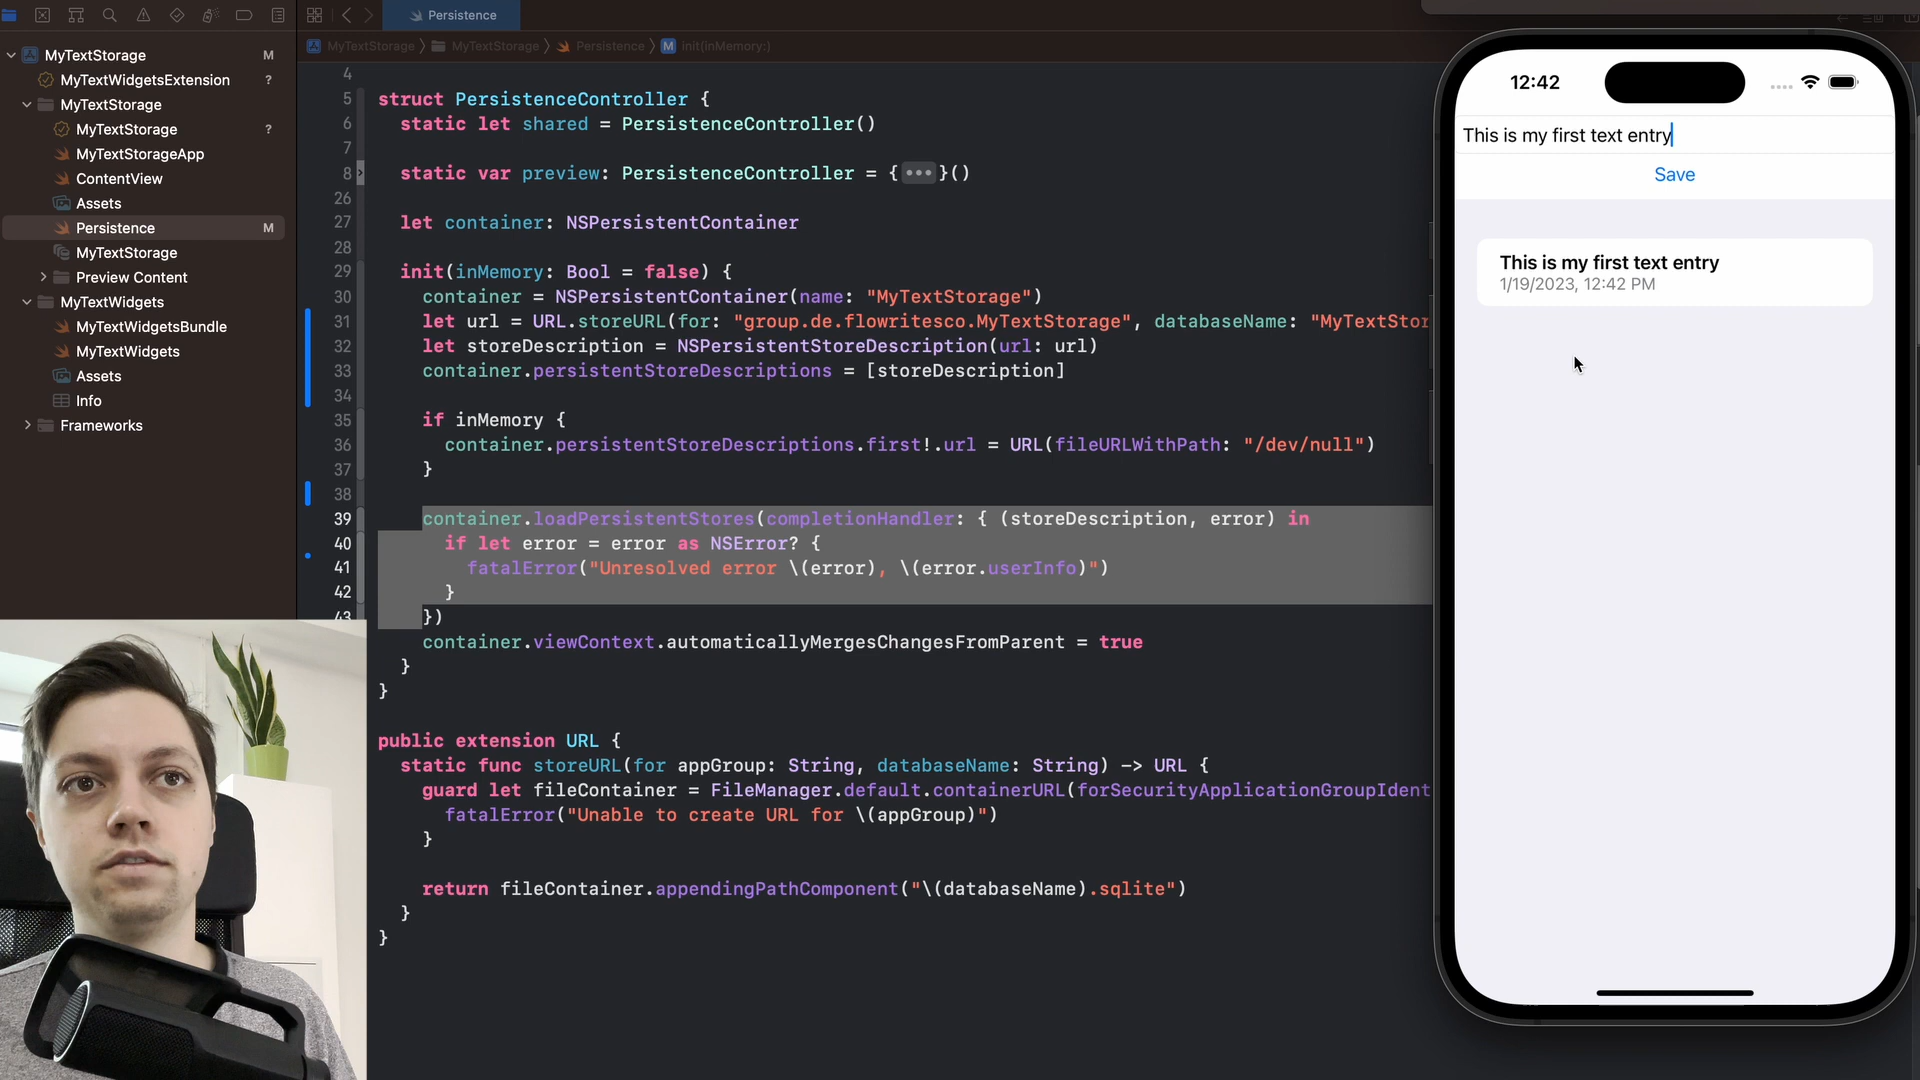 Persistence
MyTextStorage M
MyTextWidgetsExtension ?
MyTextStorage
MyTextStorage ?
MyTextStorageApp
ContentView
Assets
Persistence M
MyTextStorage
Preview Content
MyTextWidgets
MyTextWidgetsBundle
MyTextWidgets
Assets
Info
Frameworks
MyTextStorage MyTextStorage Persistence M init(inMemory:)
4
5 struct PersistenceController {
6 static let shared = PersistenceController()
7
8 static var preview: PersistenceController = {•••}()
26
27 let container: NSPersistentContainer
28
29 init(inMemory: Bool = false) {
30 container = NSPersistentContainer(name: "MyTextStorage")
31 let url = URL.storeURL(for: "group.de.flowritesco.MyTextStorage", databaseName: "MyTextStor
32 let storeDescription = NSPersistentStoreDescription(url: url)
33 container.persistentStoreDescriptions = [storeDescription]
34
35 if inMemory {
36 container.persistentStoreDescriptions.first!.url = URL(fileURLWithPath: "/dev/null")
37 }
38
39 container.loadPersistentStores(completionHandler: { (storeDescription, error) in
40 if let error = error as NSError? {
41 fatalError("Unresolved error \(error), \(error.userInfo)")
42 }
43 })
container.viewContext.automaticallyMergesChangesFromParent = true
}
}
public extension URL {
static func storeURL(for appGroup: String, databaseName: String) -> URL {
guard let fileContainer = FileManager.default.containerURL(forSecurityApplicationGroupIdent
fatalError("Unable to create URL for \(appGroup)")
}
return fileContainer.appendingPathComponent("\(databaseName).sqlite")
}
}
12:42
This is my first text entry
Save
This is my first text entry
1/19/2023, 12:42 PM